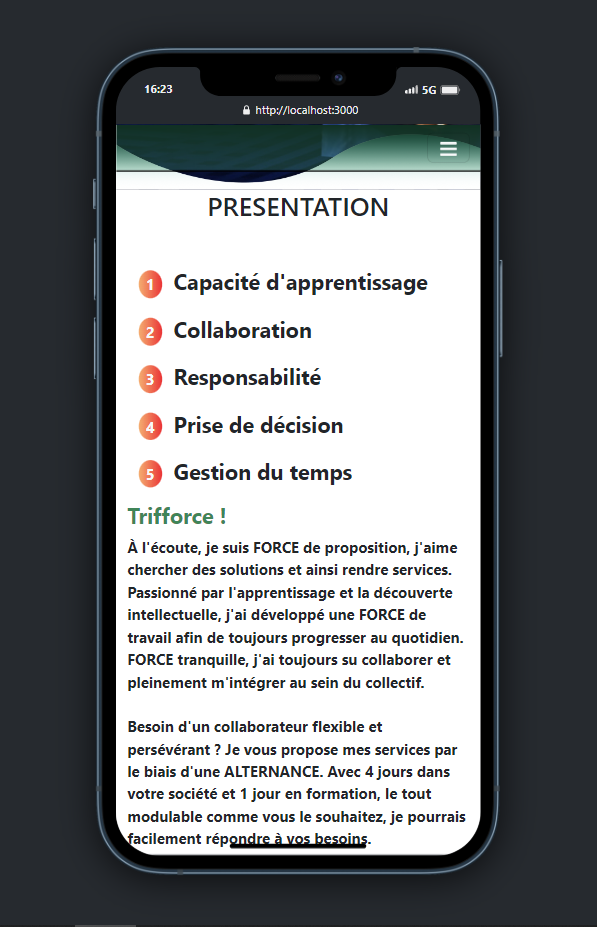 16:23
5G
http://localhost:3000
PRESENTATION
1 Capacité d'apprentissage
2 Collaboration
3 Responsabilité
4 Prise de décision
5 Gestion du temps
Trifforce !
À l'écoute, je suis FORCE de proposition, j'aime
chercher des solutions et ainsi rendre services.
Passionné par l'apprentissage et la découverte
intellectuelle, j'ai développé une FORCE de
travail afin de toujours progresser au quotidien.
FORCE tranquille, j'ai toujours su collaborer et
pleinement m'intégrer au sein du collectif.
Besoin d'un collaborateur flexible et
persévérant ? Je vous propose mes services par
le biais d'une ALTERNANCE. Avec 4 jours dans
votre société et 1 jour en formation, le tout
modulable comme vous le souhaitez, je pourrais
facilement répondre à vos besoins.